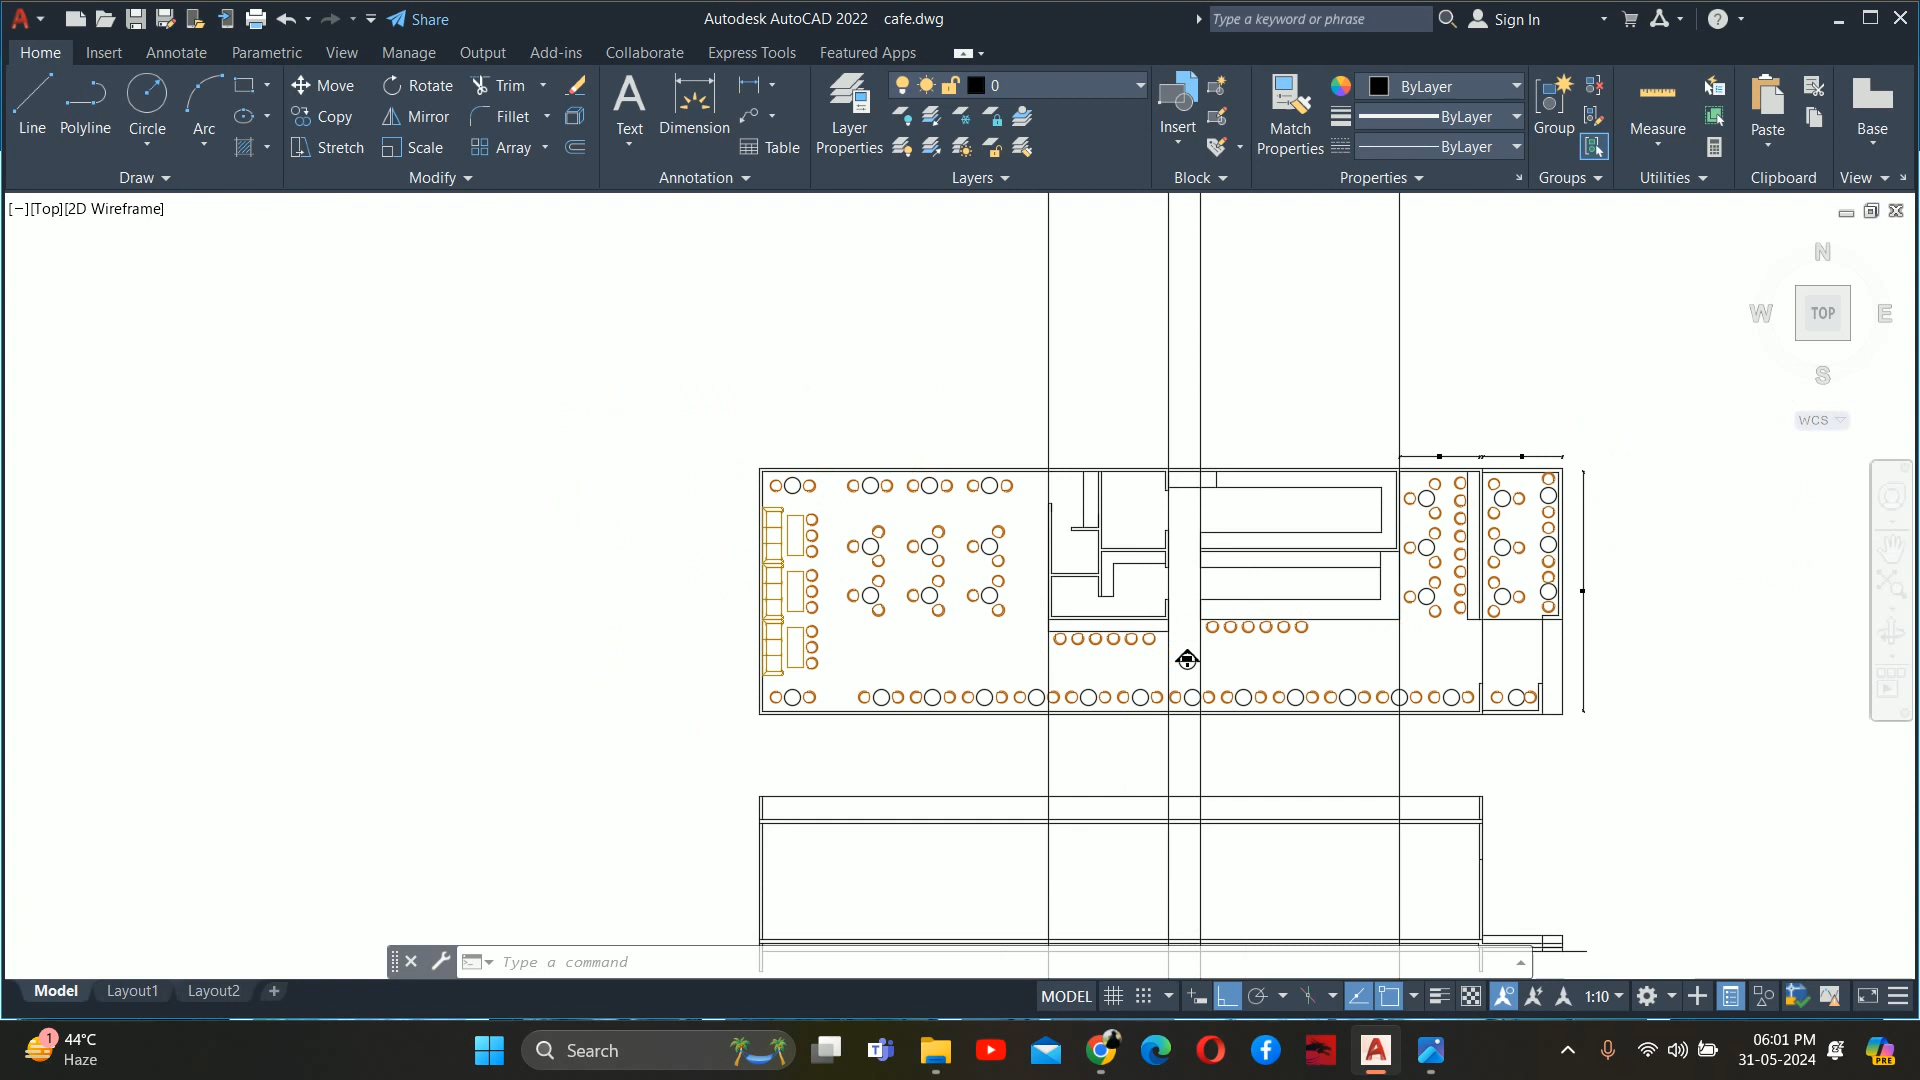 Share
Autodesk AutoCAD 2022 cafe.dwg
Type a keyword or phrase
Sign In
Home Insert Annotate Parametric View Manage Output Add-ins Collaborate Express Tools Featured Apps
Line Polyline Circle Arc
Move Rotate Trim
Copy Mirror Fillet
Stretch Scale Array
Text Dimension Table
Layer Properties
0
Insert
Match Properties
ByLayer
ByLayer
ByLayer
Group
Measure
Paste
Base
Draw Modify Annotation Layers Block Properties Groups Utilities Clipboard View
[−][Top][2D Wireframe]
N
W TOP E
S
WCS
Type a command
Model Layout1 Layout2 +
MODEL 1:10
1
44°C
Haze
Search
06:01 PM
31-05-2024
PRE